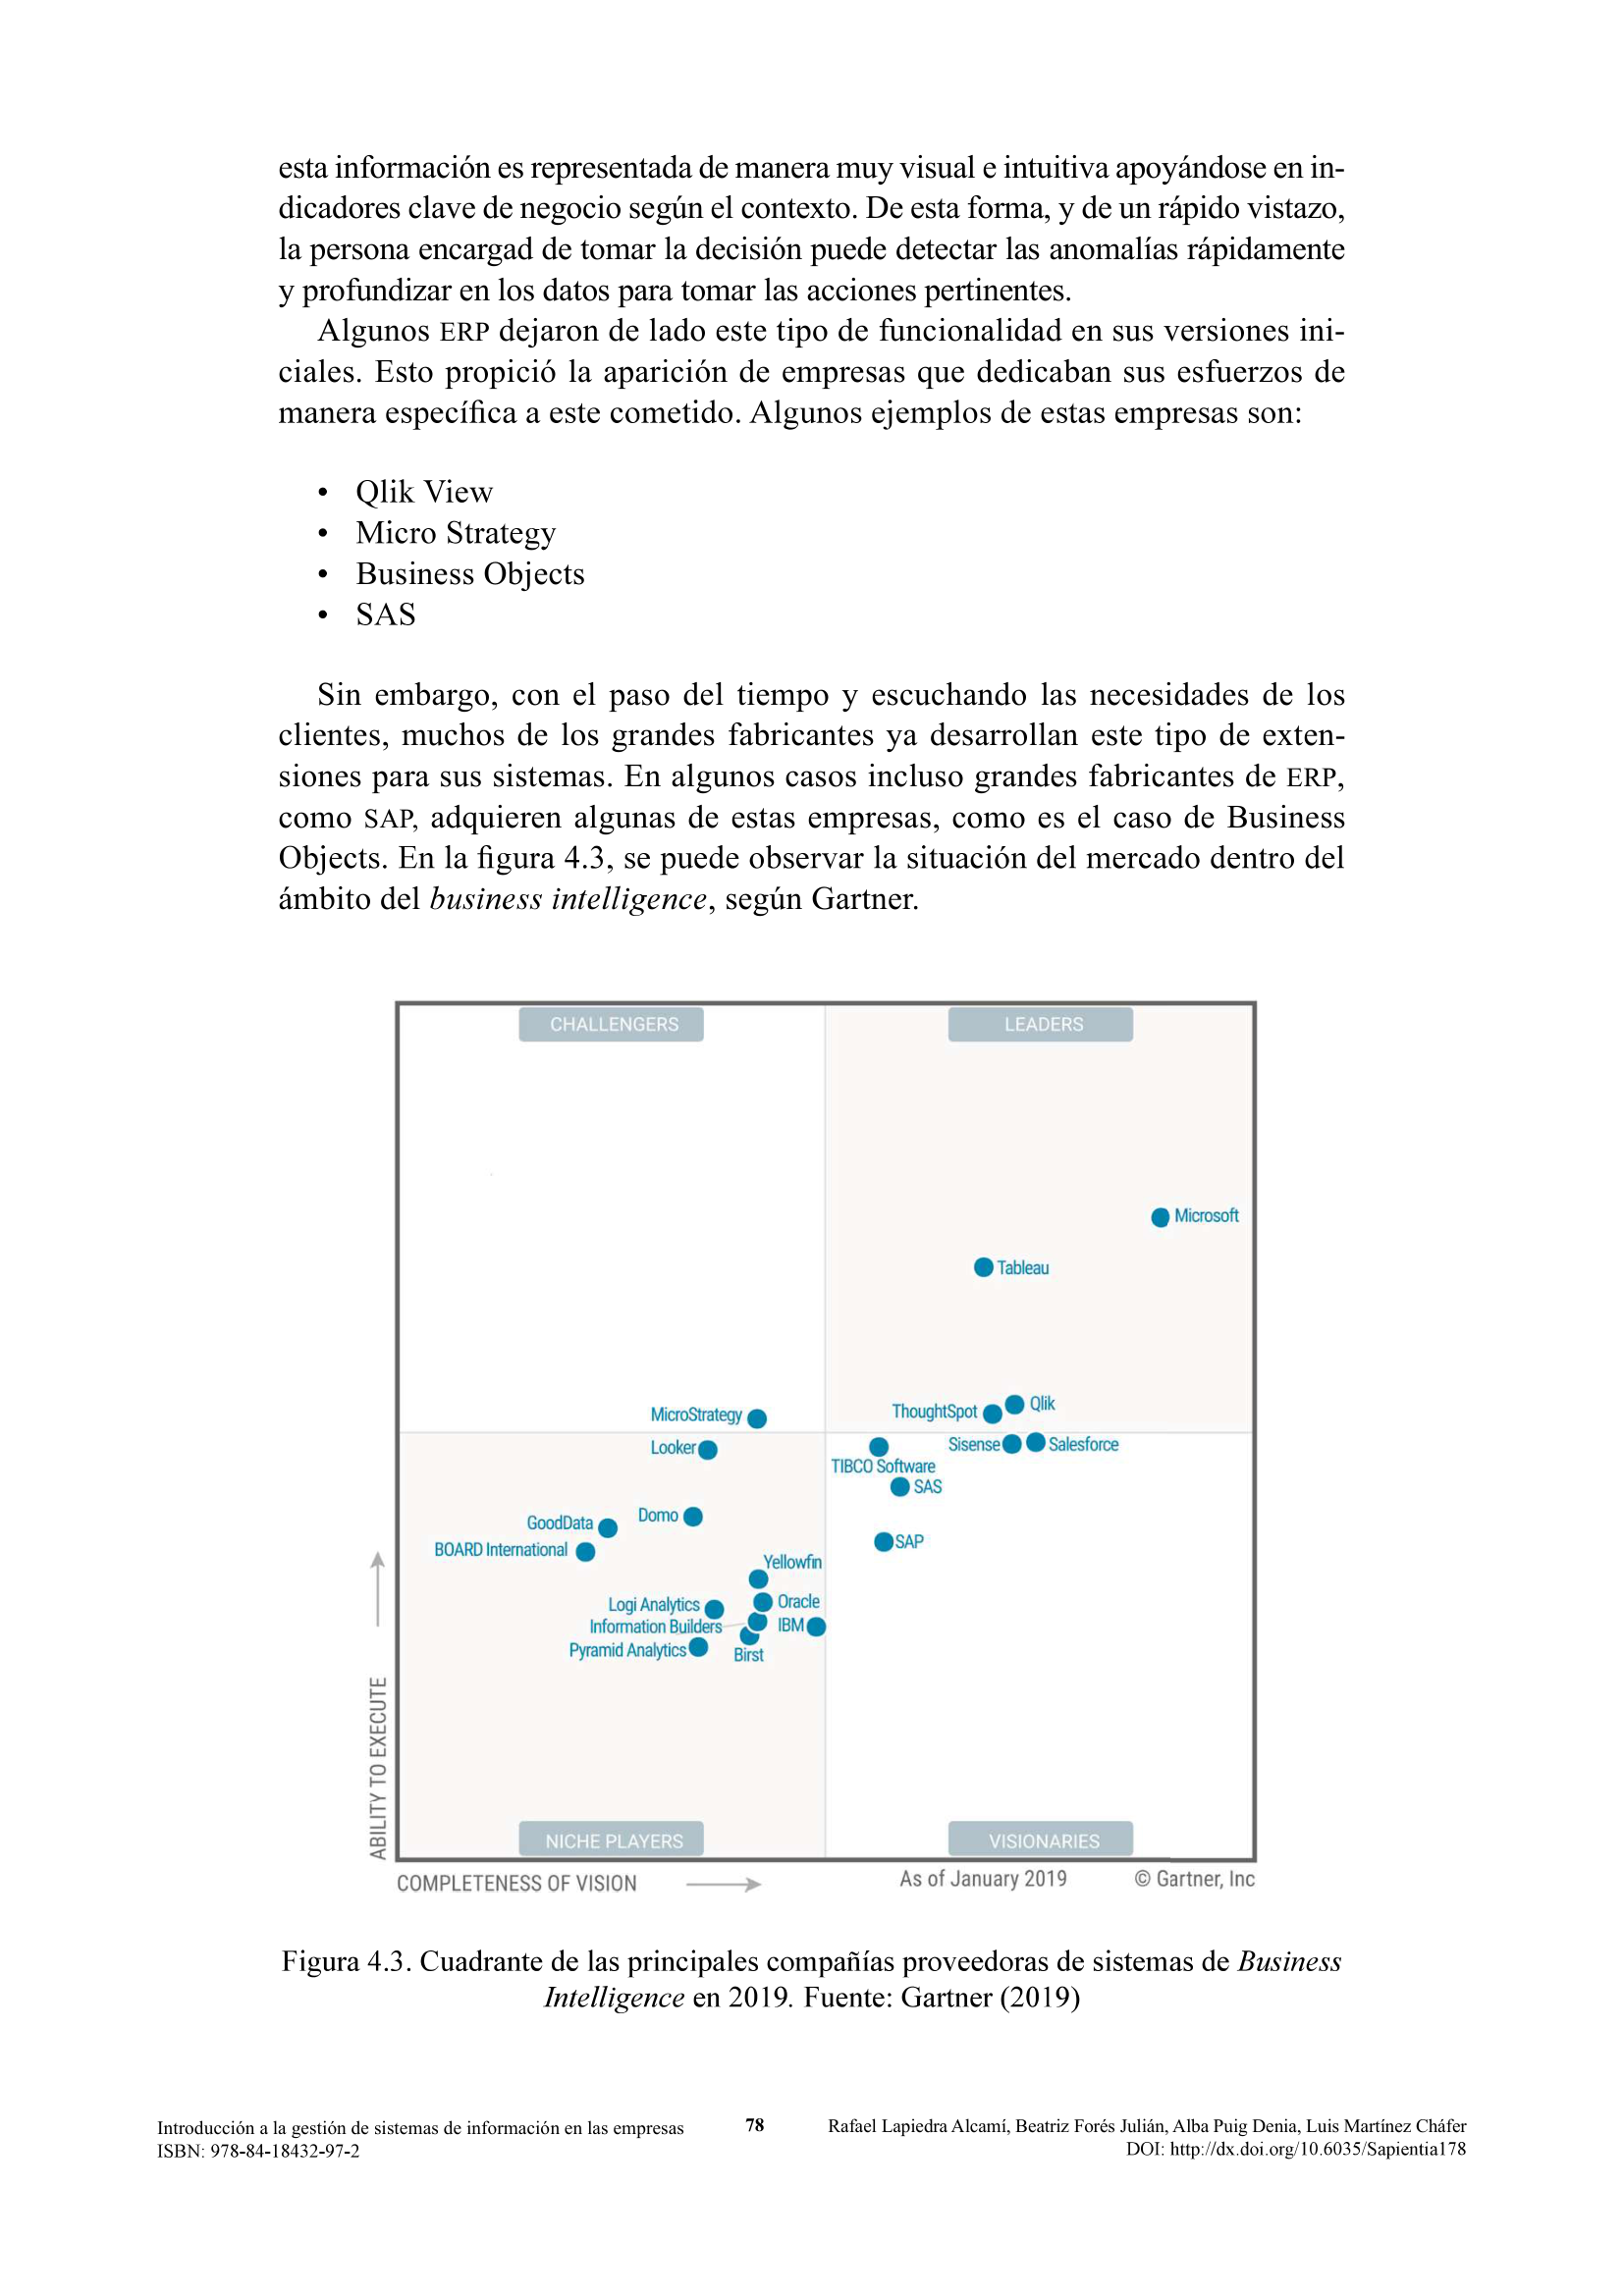 esta información es representada de manera muy visual e intuitiva apoyándose en in-
dicadores clave de negocio según el contexto. De esta forma, y de un rápido vistazo,
la persona encargad de tomar la decisión puede detectar las anomalías rápidamente
y profundizar en los datos para tomar las acciones pertinentes.
Algunos ERP dejaron de lado este tipo de funcionalidad en sus versiones ini-
ciales. Esto propició la aparición de empresas que dedicaban sus esfuerzos de
manera específica a este cometido. Algunos ejemplos de estas empresas son:
• Qlik View
• Micro Strategy
• Business Objects
• SAS
Sin embargo, con el paso del tiempo y escuchando las necesidades de los
clientes, muchos de los grandes fabricantes ya desarrollan este tipo de exten-
siones para sus sistemas. En algunos casos incluso grandes fabricantes de ERP,
como SAP, adquieren algunas de estas empresas, como es el caso de Business
Objects. En la figura 4.3, se puede observar la situación del mercado dentro del
ámbito del business intelligence, según Gartner.
CHALLENGERS
LEADERS
Microsoft
Tableau
Qlik
ThoughtSpot
MicroStrategy
Looker
Sisense
Salesforce
TIBCO Software
SAS
Domo
GoodData
SAP
BOARD International
Yellowfin
Oracle
Logi Analytics
Information Builders
IBM
Pyramid Analytics
Birst
ABILITY TO EXECUTE
NICHE PLAYERS
VISIONARIES
COMPLETENESS OF VISION
As of January 2019
© Gartner, Inc
Figura 4.3. Cuadrante de las principales compañías proveedoras de sistemas de Business
Intelligence en 2019. Fuente: Gartner (2019)
Introducción a la gestión de sistemas de información en las empresas
ISBN: 978-84-18432-97-2
78
Rafael Lapiedra Alcamí, Beatriz Forés Julián, Alba Puig Denia, Luis Martínez Cháfer
DOI: http://dx.doi.org/10.6035/Sapientia178